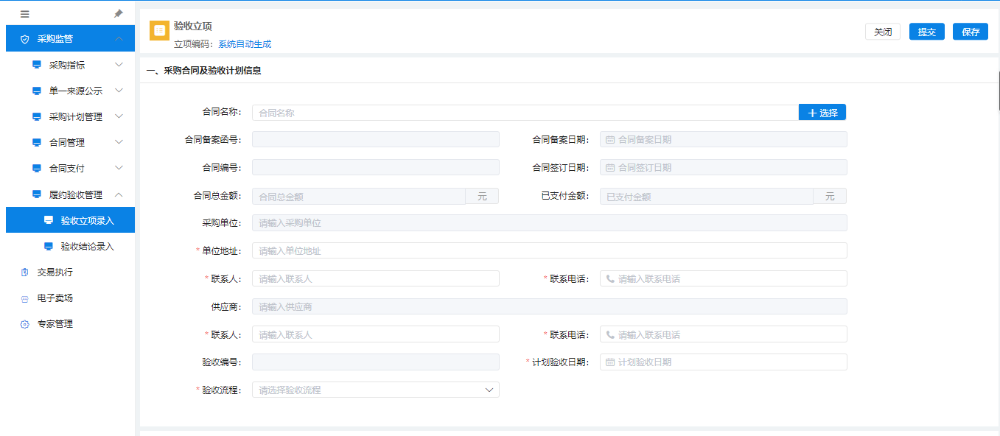 采购监管
采购指标
单一来源公示
采购计划管理
合同管理
合同支付
履约验收管理
验收立项录入
验收结论录入
交易执行
电子卖场
专家管理
验收立项
立项编码：系统自动生成
关闭 提交 保存
一、采购合同及验收计划信息
合同名称： 合同名称 ＋ 选择
合同备案函号： 合同备案日期： 合同备案日期
合同编号： 合同签订日期： 合同签订日期
合同总金额： 合同总金额 元 已支付金额： 已支付金额 元
采购单位： 请输入采购单位
* 单位地址： 请输入单位地址
* 联系人： 请输入联系人 * 联系电话： 请输入联系电话
供应商： 请输入供应商
* 联系人： 请输入联系人 * 联系电话： 请输入联系电话
验收编号： * 计划验收日期： 计划验收日期
* 验收流程： 请选择验收流程